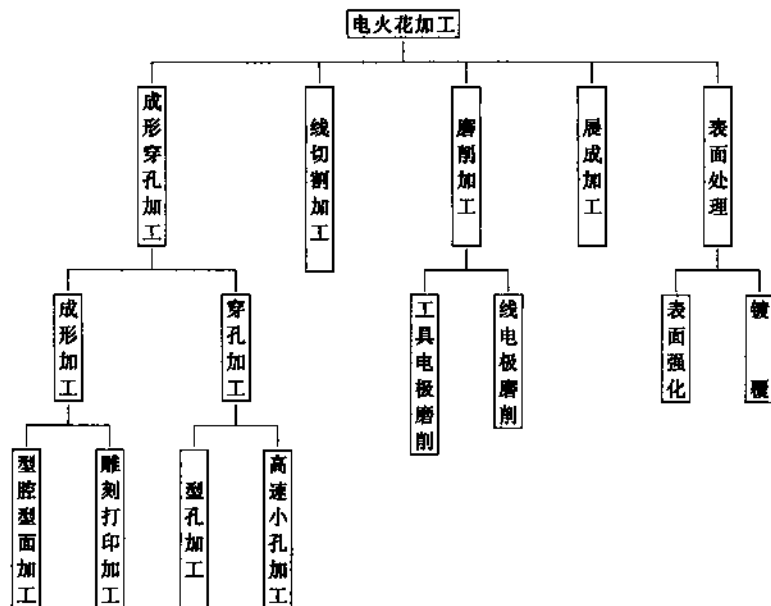 电火花加工
成形穿孔加工
线切割加工
磨削加工
展成加工
表面处理
成形加工
穿孔加工
工具电极磨削
线电极磨削
表面强化
镀覆
型腔型面加工
雕刻打印加工
型孔加工
高速小孔加工